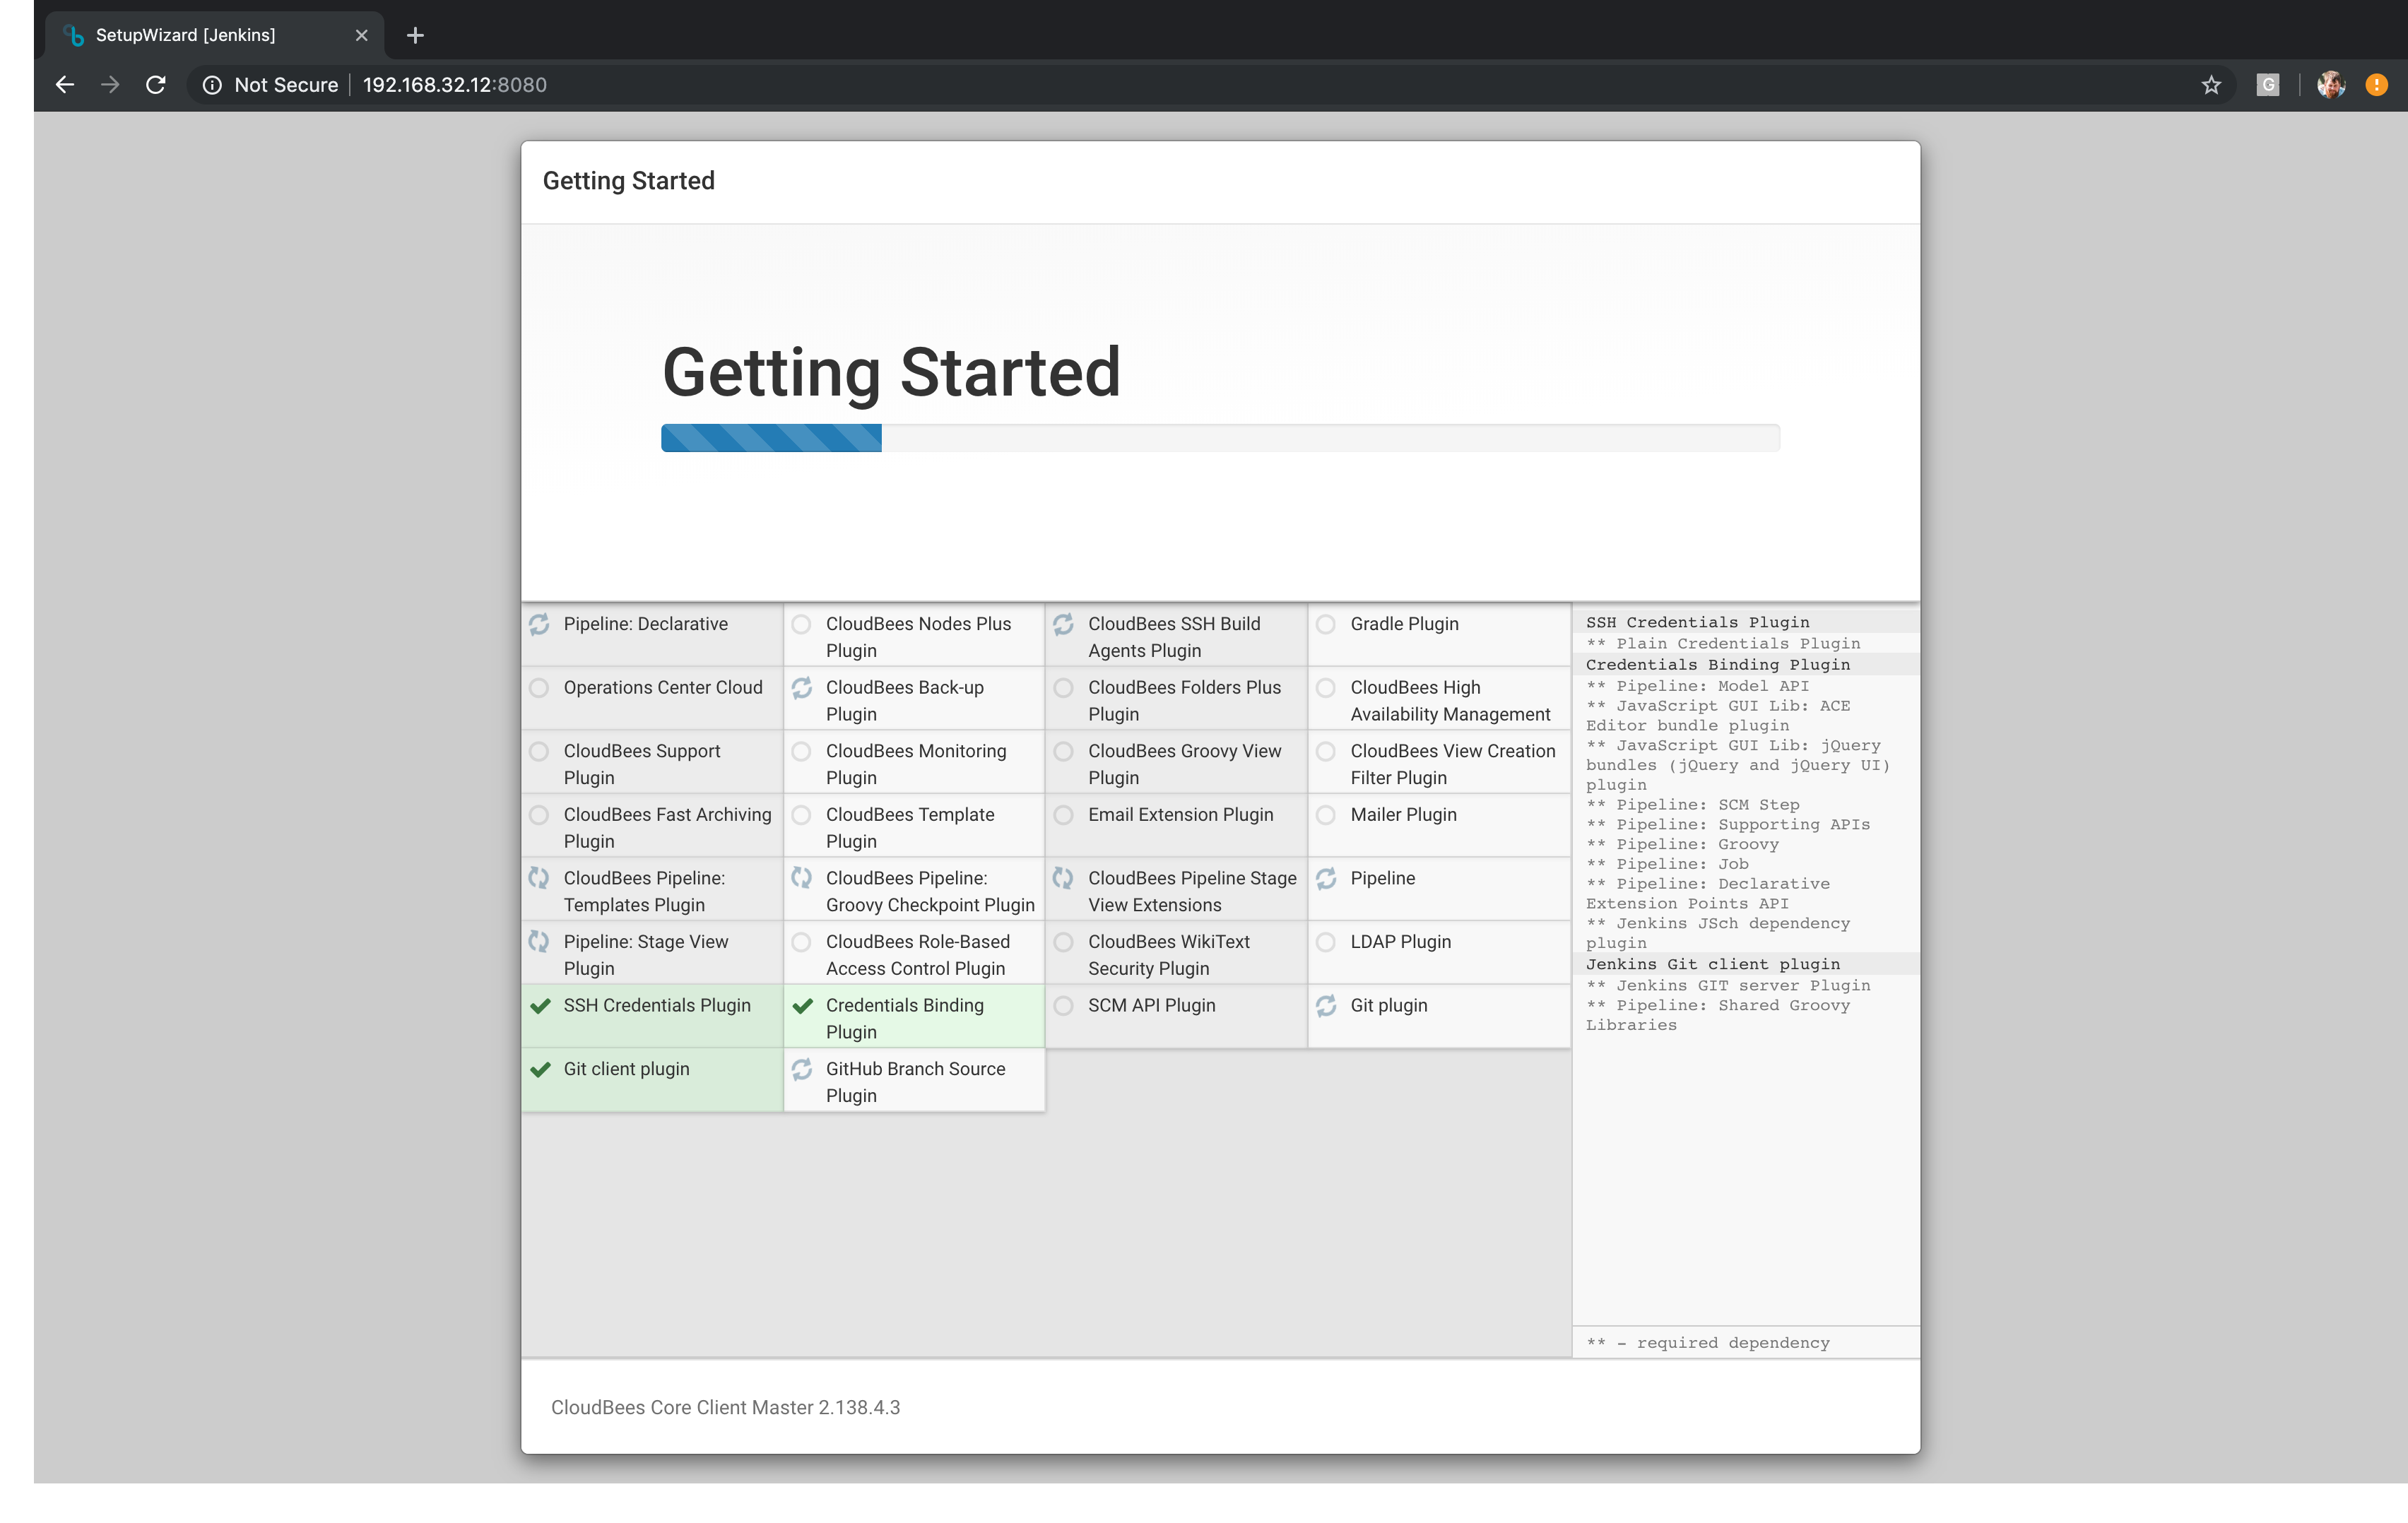 SetupWizard [Jenkins]
Not Secure 192.168.32.12:8080
G
Getting Started
Getting Started
Pipeline: Declarative
CloudBees Nodes Plus
Plugin
CloudBees SSH Build
Agents Plugin
Gradle Plugin
Operations Center Cloud
CloudBees Back-up
Plugin
CloudBees Folders Plus
Plugin
CloudBees High
Availability Management
CloudBees Support
Plugin
CloudBees Monitoring
Plugin
CloudBees Groovy View
Plugin
CloudBees View Creation
Filter Plugin
CloudBees Fast Archiving
Plugin
CloudBees Template
Plugin
Email Extension Plugin
Mailer Plugin
CloudBees Pipeline:
Templates Plugin
CloudBees Pipeline:
Groovy Checkpoint Plugin
CloudBees Pipeline Stage
View Extensions
Pipeline
Pipeline: Stage View
Plugin
CloudBees Role-Based
Access Control Plugin
CloudBees WikiText
Security Plugin
LDAP Plugin
SSH Credentials Plugin
Credentials Binding
Plugin
SCM API Plugin
Git plugin
Git client plugin
GitHub Branch Source
Plugin
SSH Credentials Plugin
** Plain Credentials Plugin
Credentials Binding Plugin
** Pipeline: Model API
** JavaScript GUI Lib: ACE
Editor bundle plugin
** JavaScript GUI Lib: jQuery
bundles (jQuery and jQuery UI)
plugin
** Pipeline: SCM Step
** Pipeline: Supporting APIs
** Pipeline: Groovy
** Pipeline: Job
** Pipeline: Declarative
Extension Points API
** Jenkins JSch dependency
plugin
Jenkins Git client plugin
** Jenkins GIT server Plugin
** Pipeline: Shared Groovy
Libraries
** - required dependency
CloudBees Core Client Master 2.138.4.3